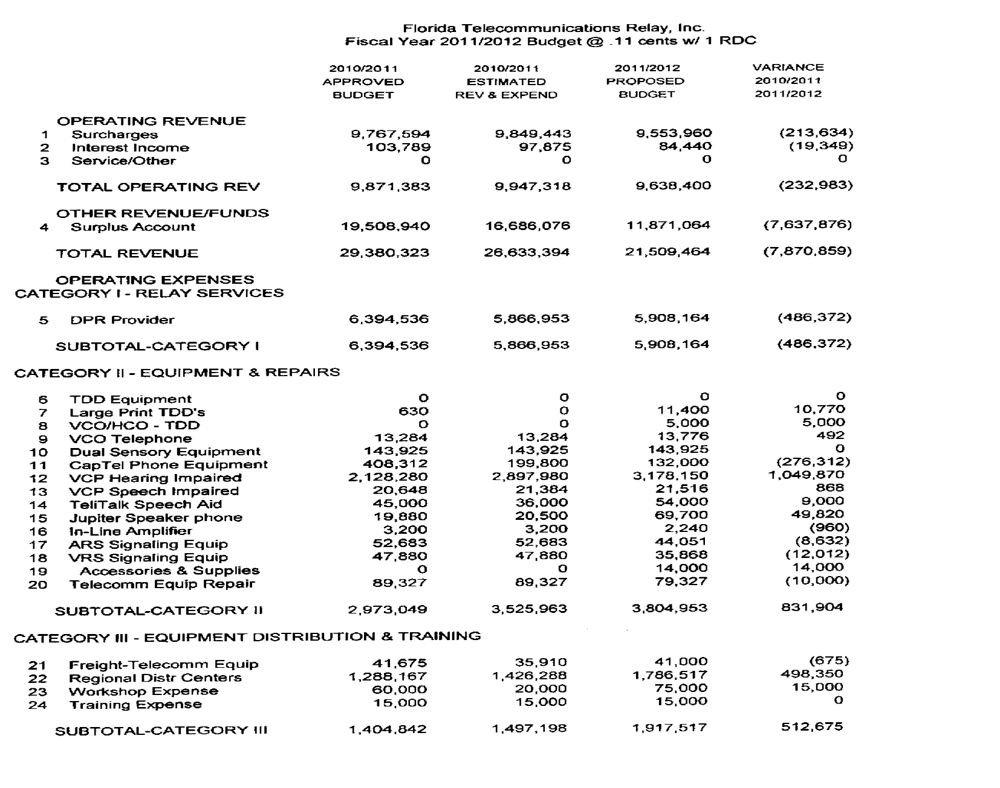 Florida Telecommunications Relay, Inc.
Fiscal Year 2011/2012 Budget @ .11 cents w/ 1 RDC
2010/2011 2010/2011 2011/2012 VARIANCE
APPROVED ESTIMATED PROPOSED 2010/2011
BUDGET REV & EXPEND BUDGET 2011/2012
OPERATING REVENUE
1 Surcharges 9,767,594 9,849,443 9,553,960 (213,634)
2 Interest Income 103,789 97,875 84,440 (19,349)
3 Service/Other 0 0 0 0
TOTAL OPERATING REV 9,871,383 9,947,318 9,638,400 (232,983)
OTHER REVENUE/FUNDS
4 Surplus Account 19,508,940 16,686,076 11,871,064 (7,637,876)
TOTAL REVENUE 29,380,323 26,633,394 21,509,464 (7,870,859)
OPERATING EXPENSES
CATEGORY I - RELAY SERVICES
5 DPR Provider 6,394,536 5,866,953 5,908,164 (486,372)
SUBTOTAL-CATEGORY I 6,394,536 5,866,953 5,908,164 (486,372)
CATEGORY II - EQUIPMENT & REPAIRS
6 TDD Equipment 0 0 0 0
7 Large Print TDD's 630 0 11,400 10,770
8 VCO/HCO - TDD 0 0 5,000 5,000
9 VCO Telephone 13,284 13,284 13,776 492
10 Dual Sensory Equipment 143,925 143,925 143,925 0
11 CapTel Phone Equipment 408,312 199,800 132,000 (276,312)
12 VCP Hearing Impaired 2,128,280 2,897,980 3,178,150 1,049,870
13 VCP Speech Impaired 20,648 21,384 21,516 868
14 TeliTalk Speech Aid 45,000 36,000 54,000 9,000
15 Jupiter Speaker phone 19,880 20,500 69,700 49,820
16 In-Line Amplifier 3,200 3,200 2,240 (960)
17 ARS Signaling Equip 52,683 52,683 44,051 (8,632)
18 VRS Signaling Equip 47,880 47,880 35,868 (12,012)
19 Accessories & Supplies 0 0 14,000 14,000
20 Telecomm Equip Repair 89,327 89,327 79,327 (10,000)
SUBTOTAL-CATEGORY II 2,973,049 3,525,963 3,804,953 831,904
CATEGORY III - EQUIPMENT DISTRIBUTION & TRAINING
21 Freight-Telecomm Equip 41,675 35,910 41,000 (675)
22 Regional Distr Centers 1,288,167 1,426,288 1,786,517 498,350
23 Workshop Expense 60,000 20,000 75,000 15,000
24 Training Expense 15,000 15,000 15,000 0
SUBTOTAL-CATEGORY III 1,404,842 1,497,198 1,917,517 512,675